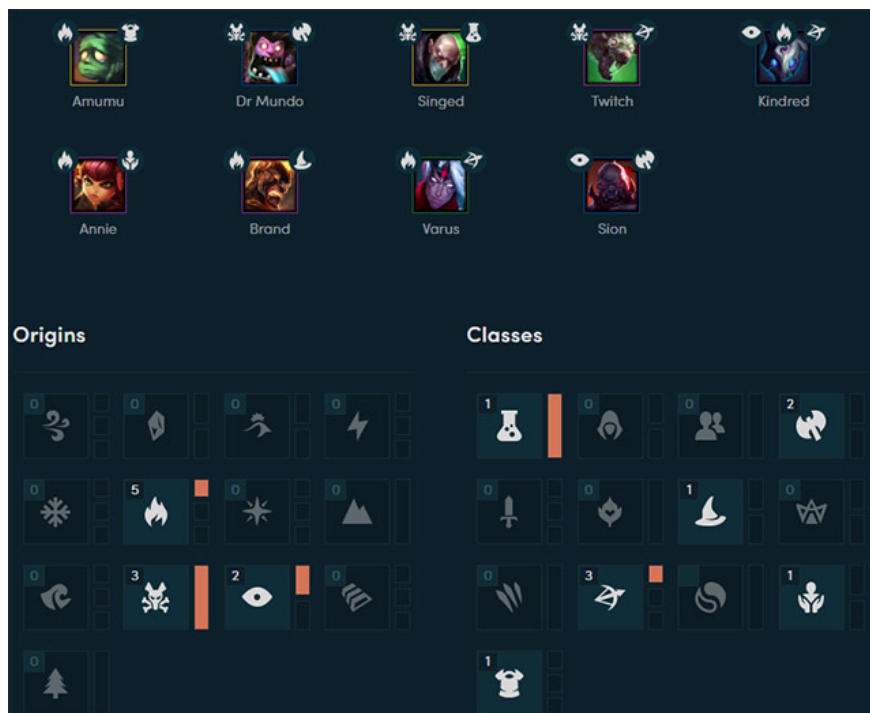 Amumu Dr Mundo Singed Twitch Kindred
Annie Brand Varus Sion
Origins Classes
0 0 0 0 1 0 0 2
0 5 0 0 0 0 1 0
0 3 2 0 0 3 1
0 1